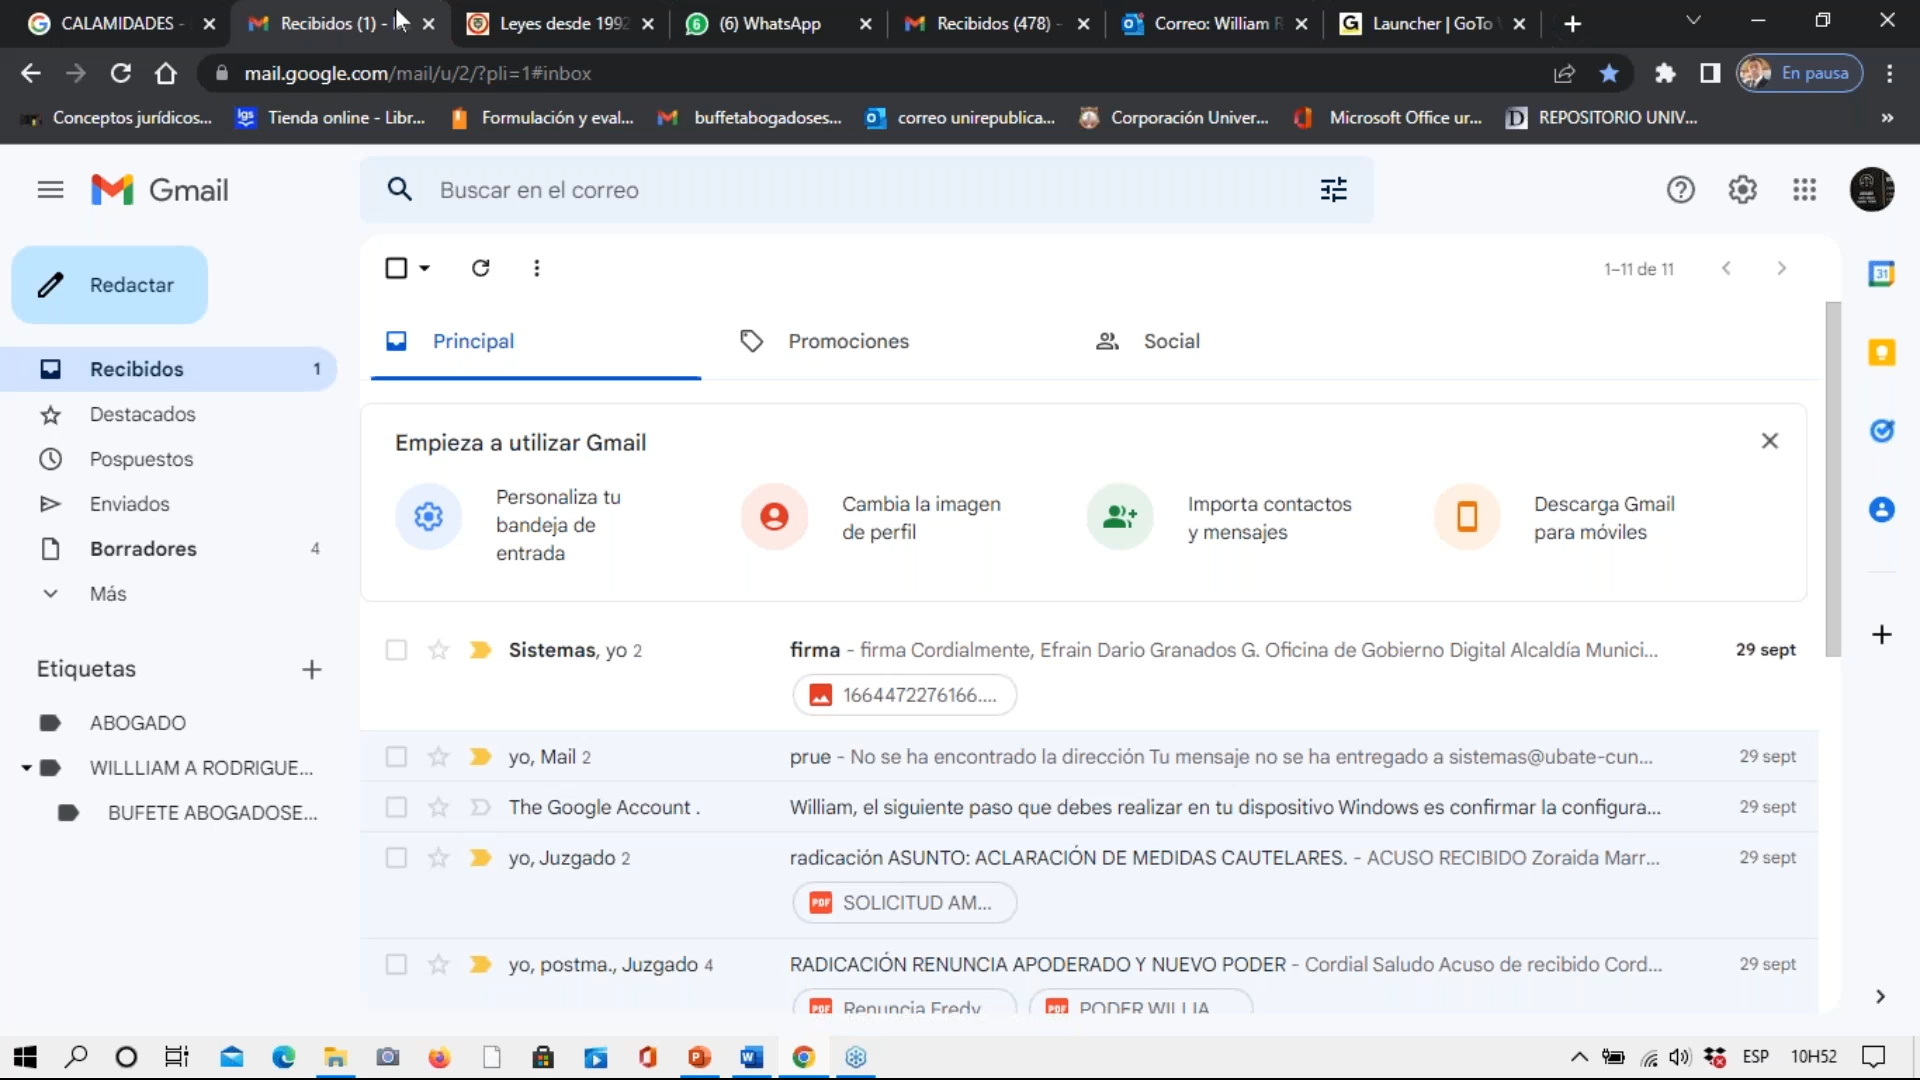 CALAMIDADES -
Recibidos (1) -
Leyes desde 1992
(6) WhatsApp
Recibidos (478) -
Correo: William R
Launcher | GoTo
mail.google.com/mail/u/2/?pli=1#inbox
En pausa
Conceptos jurídicos...
Tienda online - Libr...
Formulación y eval...
buffetabogadoses...
correo unirepublica...
Corporación Univer...
Microsoft Office ur...
REPOSITORIO UNIV...
»
Gmail
Buscar en el correo
Redactar
1–11 de 11
Principal
Promociones
Social
Recibidos 1
Destacados
Pospuestos
Enviados
Borradores 4
Más
Etiquetas
ABOGADO
WILLLIAM A RODRIGUE...
BUFETE ABOGADOSE...
Empieza a utilizar Gmail
Personaliza tu
bandeja de
entrada
Cambia la imagen
de perfil
Importa contactos
y mensajes
Descarga Gmail
para móviles
Sistemas, yo 2 firma - firma Cordialmente, Efrain Dario Granados G. Oficina de Gobierno Digital Alcaldía Munici... 29 sept
1664472276166....
yo, Mail 2 prue - No se ha encontrado la dirección Tu mensaje no se ha entregado a sistemas@ubate-cun... 29 sept
The Google Account . William, el siguiente paso que debes realizar en tu dispositivo Windows es confirmar la configura... 29 sept
yo, Juzgado 2 radicación ASUNTO: ACLARACIÓN DE MEDIDAS CAUTELARES. - ACUSO RECIBIDO Zoraida Marr... 29 sept
PDF SOLICITUD AM...
yo, postma., Juzgado 4 RADICACIÓN RENUNCIA APODERADO Y NUEVO PODER - Cordial Saludo Acuso de recibido Cord... 29 sept
PDF Renuncia Fredy PDF PODER WILLIA
31
ESP 10H52